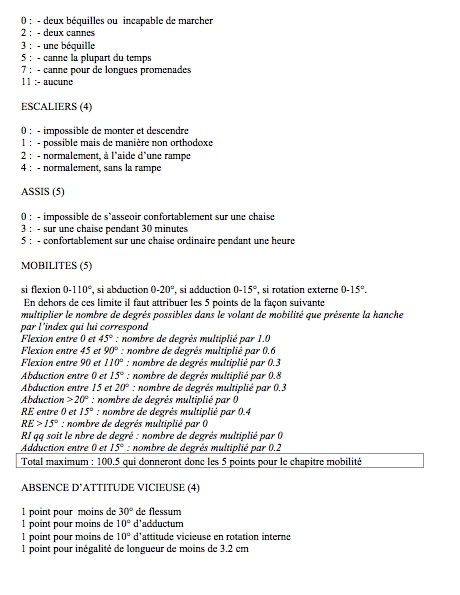 0 :  - deux béquilles ou  incapable de marcher
2 :  - deux cannes
3 :  - une béquille
5 :  - canne la plupart du temps
7 :  - canne pour de longues promenades
11 :- aucune
ESCALIERS (4)
0 :  - impossible de monter et descendre
1 :  - possible mais de manière non orthodoxe
2 :  - normalement, à l'aide d'une rampe
4 :  - normalement, sans la rampe
ASSIS (5)
0 :  - impossible de s'asseoir confortablement sur une chaise
3 :  - sur une chaise pendant 30 minutes
5 :  - confortablement sur une chaise ordinaire pendant une heure
MOBILITES (5)
si flexion 0-110°, si abduction 0-20°, si adduction 0-15°, si rotation externe 0-15°.
En dehors de ces limite il faut attribuer les 5 points de la façon suivante
multiplier le nombre de degrés possibles dans le volant de mobilité que présente la hanche
par l'index qui lui correspond
Flexion entre 0 et 45° : nombre de degrés multiplié par 1.0
Flexion entre 45 et 90° : nombre de degrés multiplié par 0.6
Flexion entre 90 et 110° : nombre de degrés multiplié par 0.3
Abduction entre 0 et 15° : nombre de degrés multiplié par 0.8
Abduction entre 15 et 20° : nombre de degrés multiplié par 0.3
Abduction >20° : nombre de degrés multiplié par 0
RE entre 0 et 15° : nombre de degrés multiplié par 0.4
RE >15° : nombre de degrés multiplié par 0
RI qq soit le nbre de degré : nombre de degrés multiplié par 0
Adduction entre 0 et 15° : nombre de degrés multiplié par 0.2
Total maximum : 100.5 qui donneront donc les 5 points pour le chapitre mobilité
ABSENCE D'ATTITUDE VICIEUSE (4)
1 point pour  moins de 30° de flessum
1 point pour moins de 10° d'adductum
1 point pour moins de 10° d'attitude vicieuse en rotation interne
1 point pour inégalité de longueur de moins de 3.2 cm